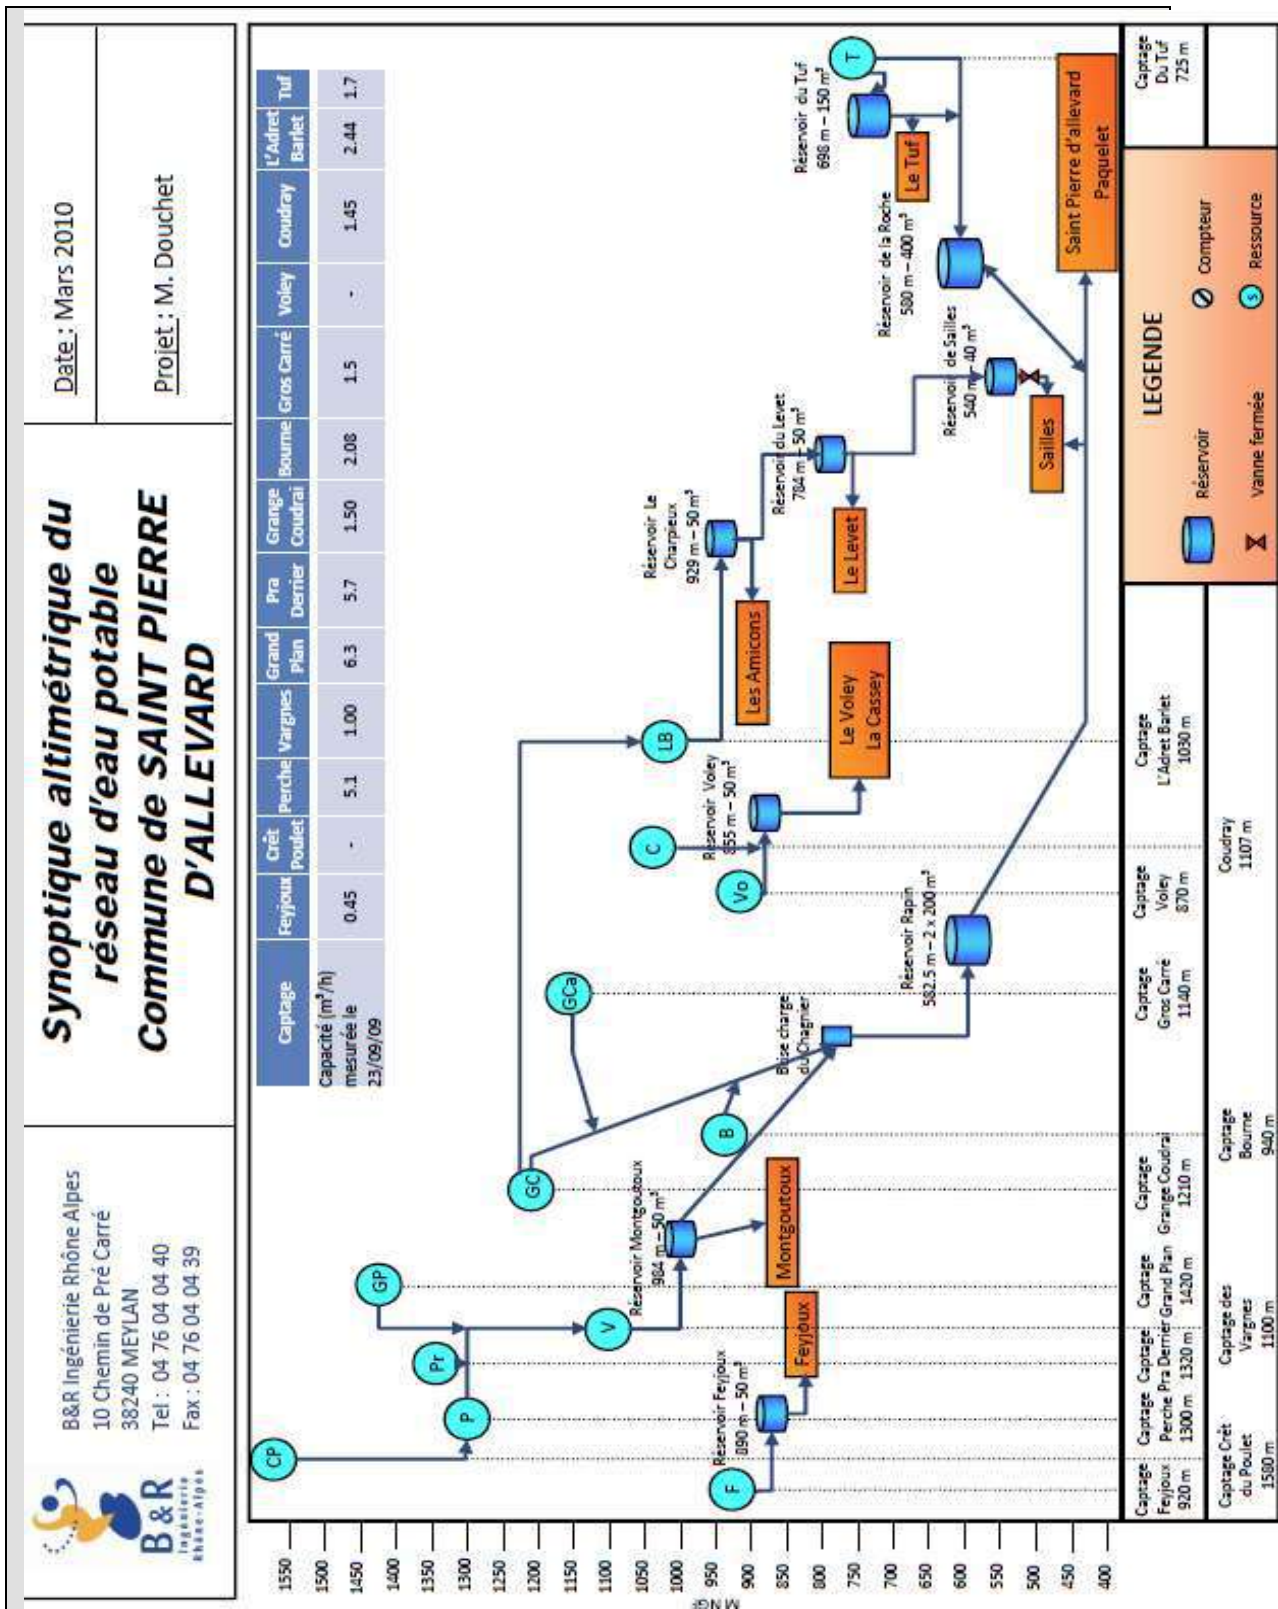 B&R
Ingénierie
Rhône-Alpes
B&R Ingénierie Rhône Alpes
10 Chemin de Pré Carré
38240 MEYLAN
Tel : 04 76 04 04 40
Fax : 04 76 04 04 39
Synoptique altimétrique du
réseau d'eau potable
Commune de SAINT PIERRE
D'ALLEVARD
Date : Mars 2010
Projet : M. Douchet
Captage Feyjoux Crêt Poulet Perche Vargnes Grand Plan Pra Derrier Grange Coudrai Bourne Gros Carré Voley Coudray L'Adret Barlet Tuf
Capacité (m³/h) mesurée le 23/09/09 0.45 - 5.1 1.00 6.3 5.7 1.50 2.08 1.5 - 1.45 2.44 1.7
1550
1500
1450
1400
1350
1300
1250
1200
1150
1100
1050
1000
950
900
850
800
750
700
650
600
550
500
450
400
CP
P
Pr
GP
V
F
Réservoir Feyjoux
890 m – 50 m³
Feyjoux
Réservoir Montgoutoux
984 m – 50 m³
Montgoutoux
GC
GCa
B
Bâse charge
du Chagnier
Réservoir Rapin
582.5 m – 2 x 200 m³
Vo
C
Réservoir Voley
855 m – 50 m³
Le Voley
La Cassey
LB
Réservoir Le
Charpieux
929 m – 50 m³
Les Amicons
Réservoir du Levet
784 m – 50 m³
Le Levet
Réservoir de Sailles
540 m – 40 m³
Sailles
Réservoir de la Roche
580 m – 400 m³
Réservoir du Tuf
698 m – 150 m³
T
Le Tuf
Saint Pierre d'allevard
Paquelet
Captage
Feyjoux
920 m
Captage
Perche
1300 m
Captage
Pra Derrier
1320 m
Captage
Grand Plan
1420 m
Captage
Grange Coudrai
1210 m
Captage
Gros Carré
1140 m
Captage
Voley
870 m
Captage
L'Adret Barlet
1030 m
Captage
Du Tuf
725 m
Captage Crêt
du Poulet
1580 m
Captage des
Vargnes
1100 m
Captage
Bourne
940 m
Coudray
1107 m
LEGENDE
Réservoir
Compteur
Vanne fermée
S
Ressource